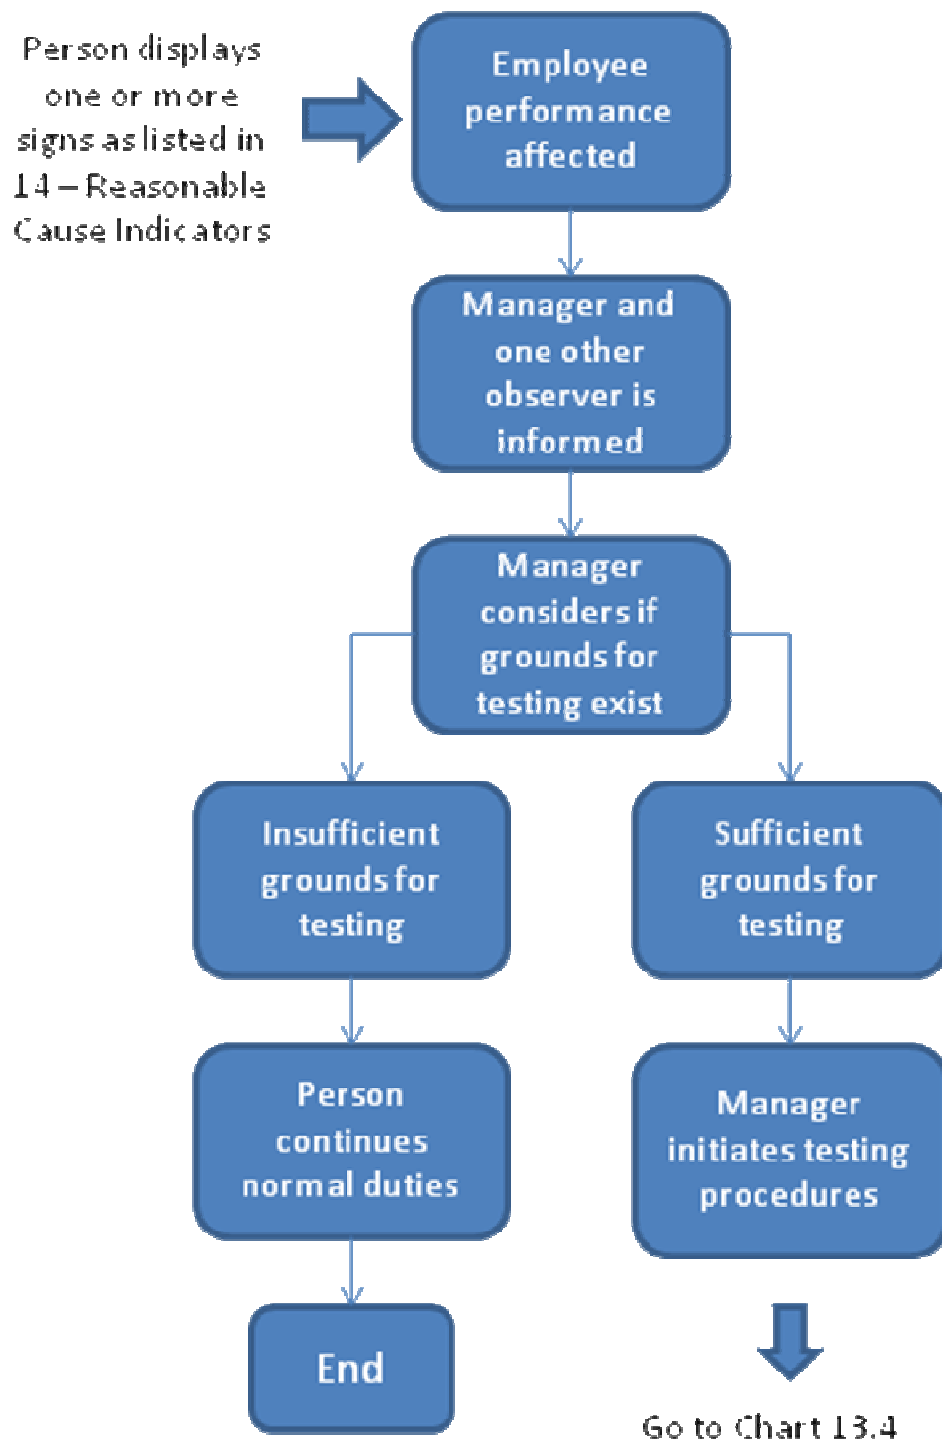 Person displays
one or more
signs as listed in
14 – Reasonable
Cause Indicators
Employee
performance
affected
Manager and
one other
observer is
informed
Manager
considers if
grounds for
testing exist
Insufficient
grounds for
testing
Sufficient
grounds for
testing
Person
continues
normal duties
Manager
initiates testing
procedures
End
Go to Chart 13.4